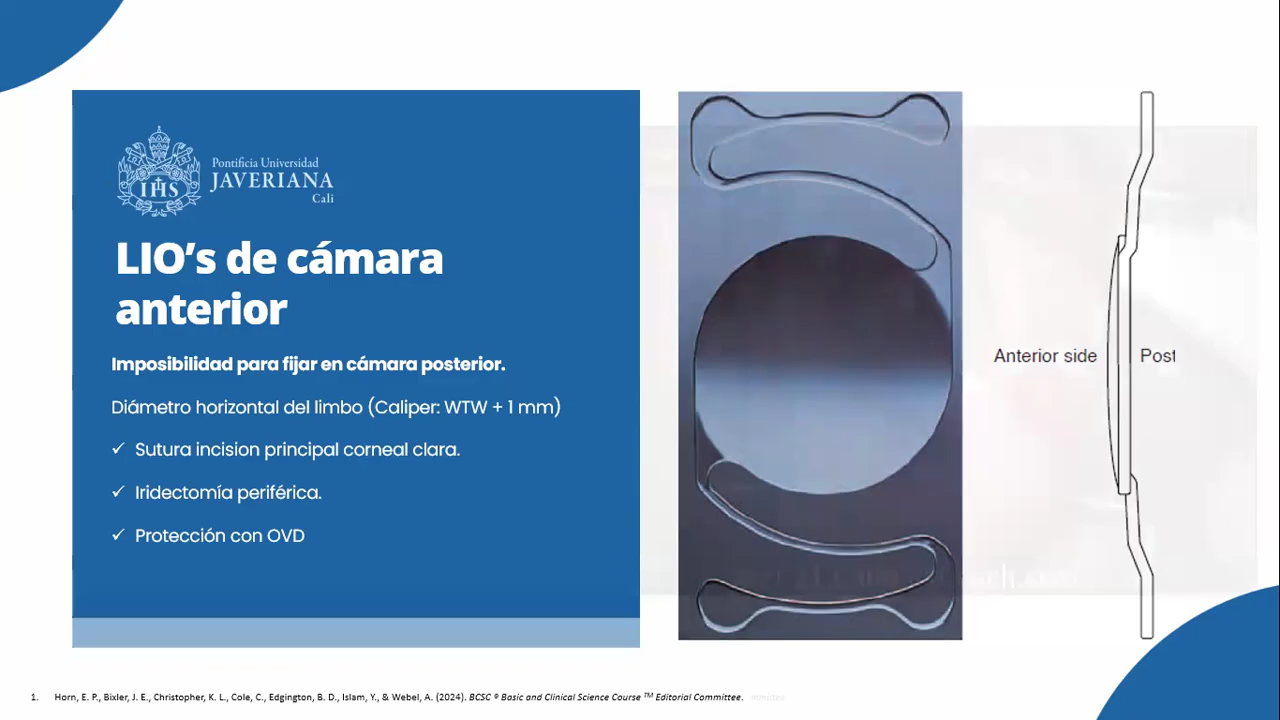 IHS
Pontificia Universidad
JAVERIANA
Cali
LIO's de cámara
anterior
Imposibilidad para fijar en cámara posterior.
Diámetro horizontal del limbo (Caliper: WTW + 1 mm)
✓ Sutura incision principal corneal clara.
✓ Iridectomía periférica.
✓ Protección con OVD
Anterior side
Post
1. Horn, E. P., Bixler, J. E., Christopher, K. L., Cole, C., Edgington, B. D., Islam, Y., & Webel, A. (2024). BCSC ® Basic and Clinical Science Course ™ Editorial Committee.